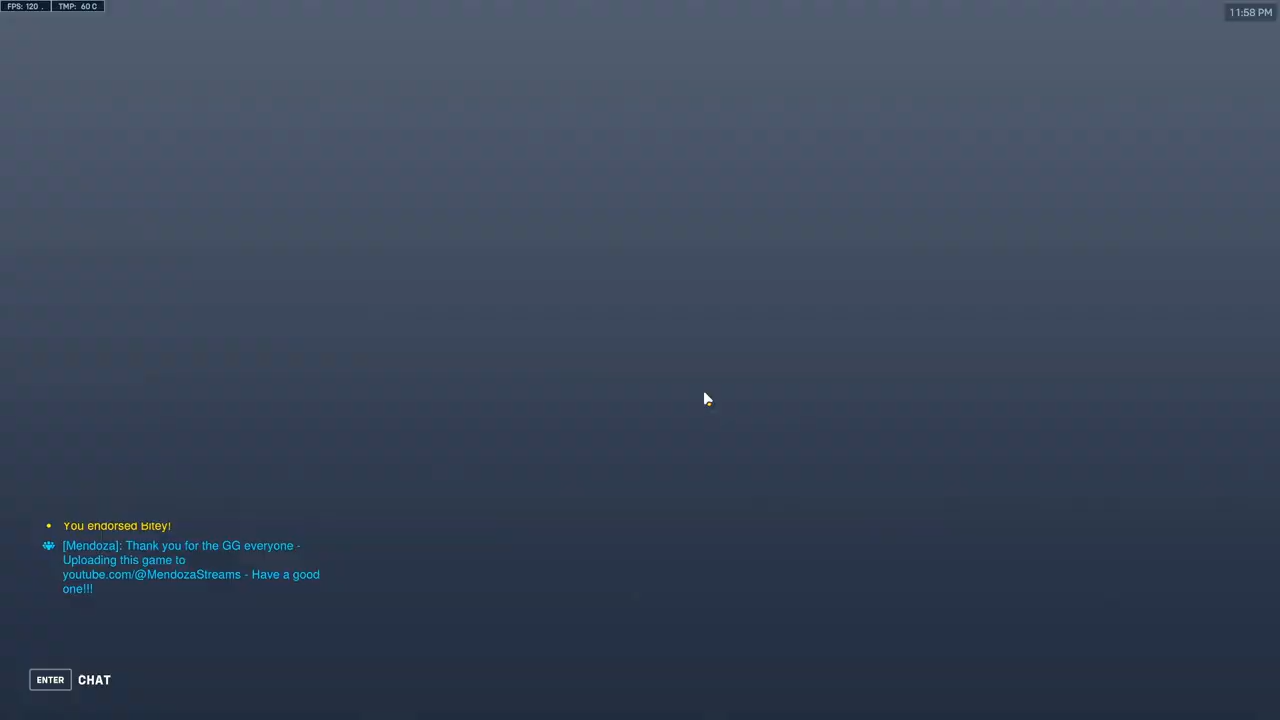 FPS: 120 . TMP: 60 C
11:58 PM
You endorsed Bitey!
[Mendoza]: Thank you for the GG everyone -
Uploading this game to
youtube.com/@MendozaStreams - Have a good
one!!!
ENTER CHAT